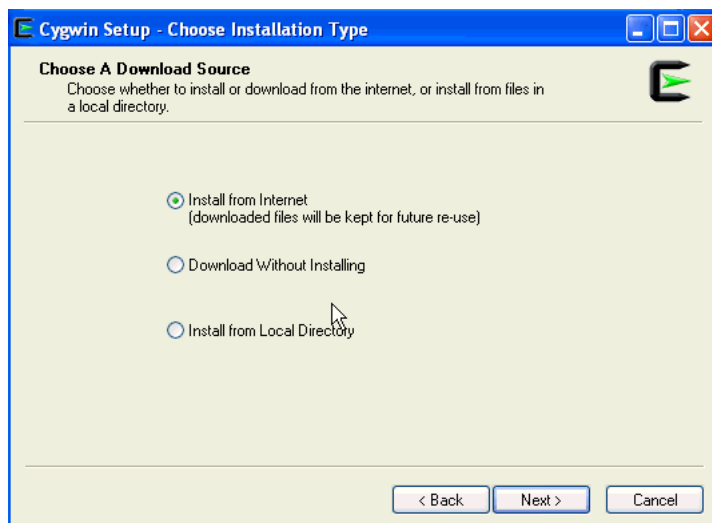 Cygwin Setup - Choose Installation Type
Choose A Download Source
Choose whether to install or download from the internet, or install from files in
a local directory.
Install from Internet
(downloaded files will be kept for future re-use)
Download Without Installing
Install from Local Directory
< Back
Next >
Cancel